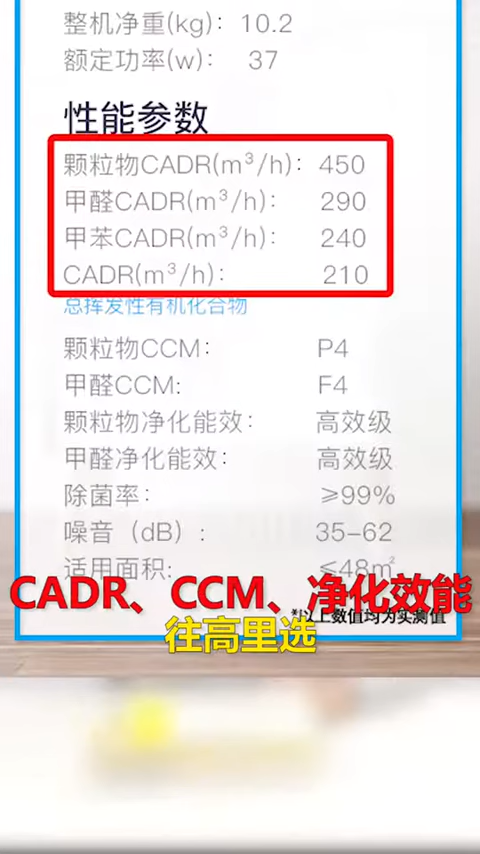 整机净重(kg): 10.2
额定功率(w): 37
性能参数
颗粒物CADR(m³/h): 450
甲醛CADR(m³/h): 290
甲苯CADR(m³/h): 240
CADR(m³/h): 210
总挥发性有机化合物
颗粒物CCM: P4
甲醛CCM: F4
颗粒物净化能效: 高效级
甲醛净化能效: 高效级
除菌率: ≥99%
噪音（dB）: 35-62
适用面积: ≤48㎡
CADR、CCM、净化效能
*以上数值均为实测值
往高里选